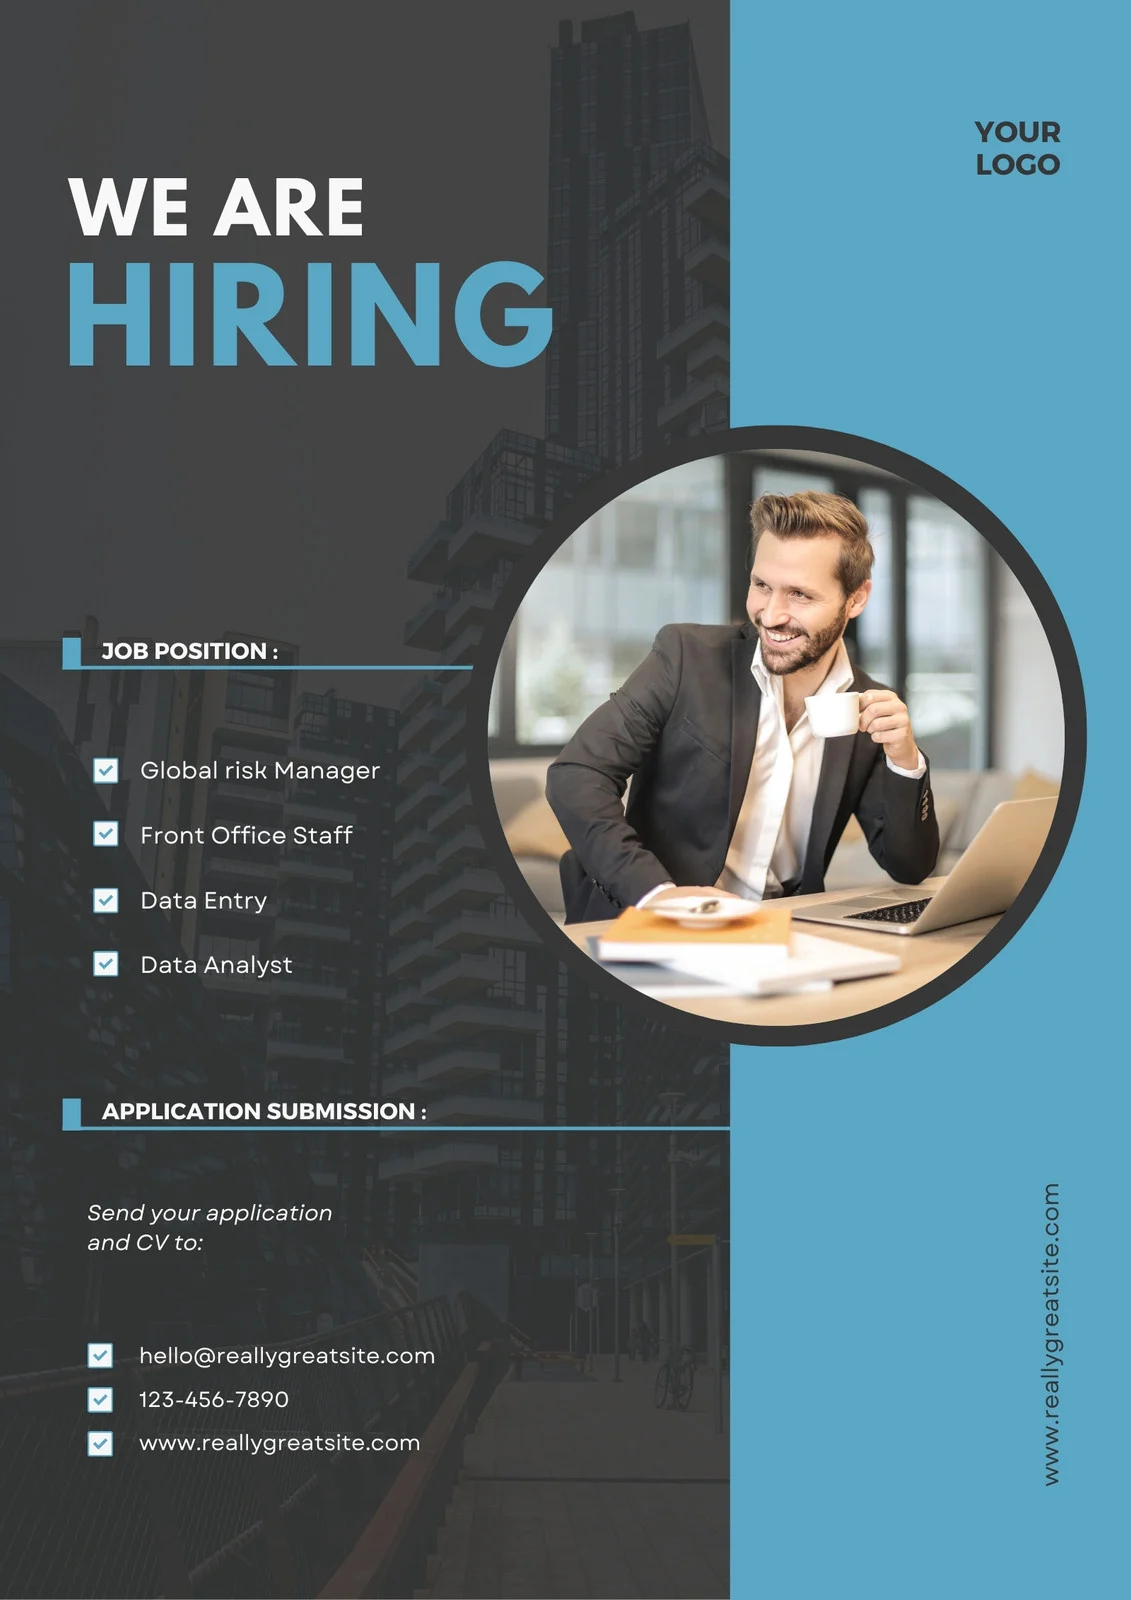 YOUR
LOGO
WE ARE
HIRING
JOB POSITION :
Global risk Manager
Front Office Staff
Data Entry
Data Analyst
APPLICATION SUBMISSION :
Send your application
and CV to:
hello@reallygreatsite.com
123-456-7890
www.reallygreatsite.com
www.reallygreatsite.com